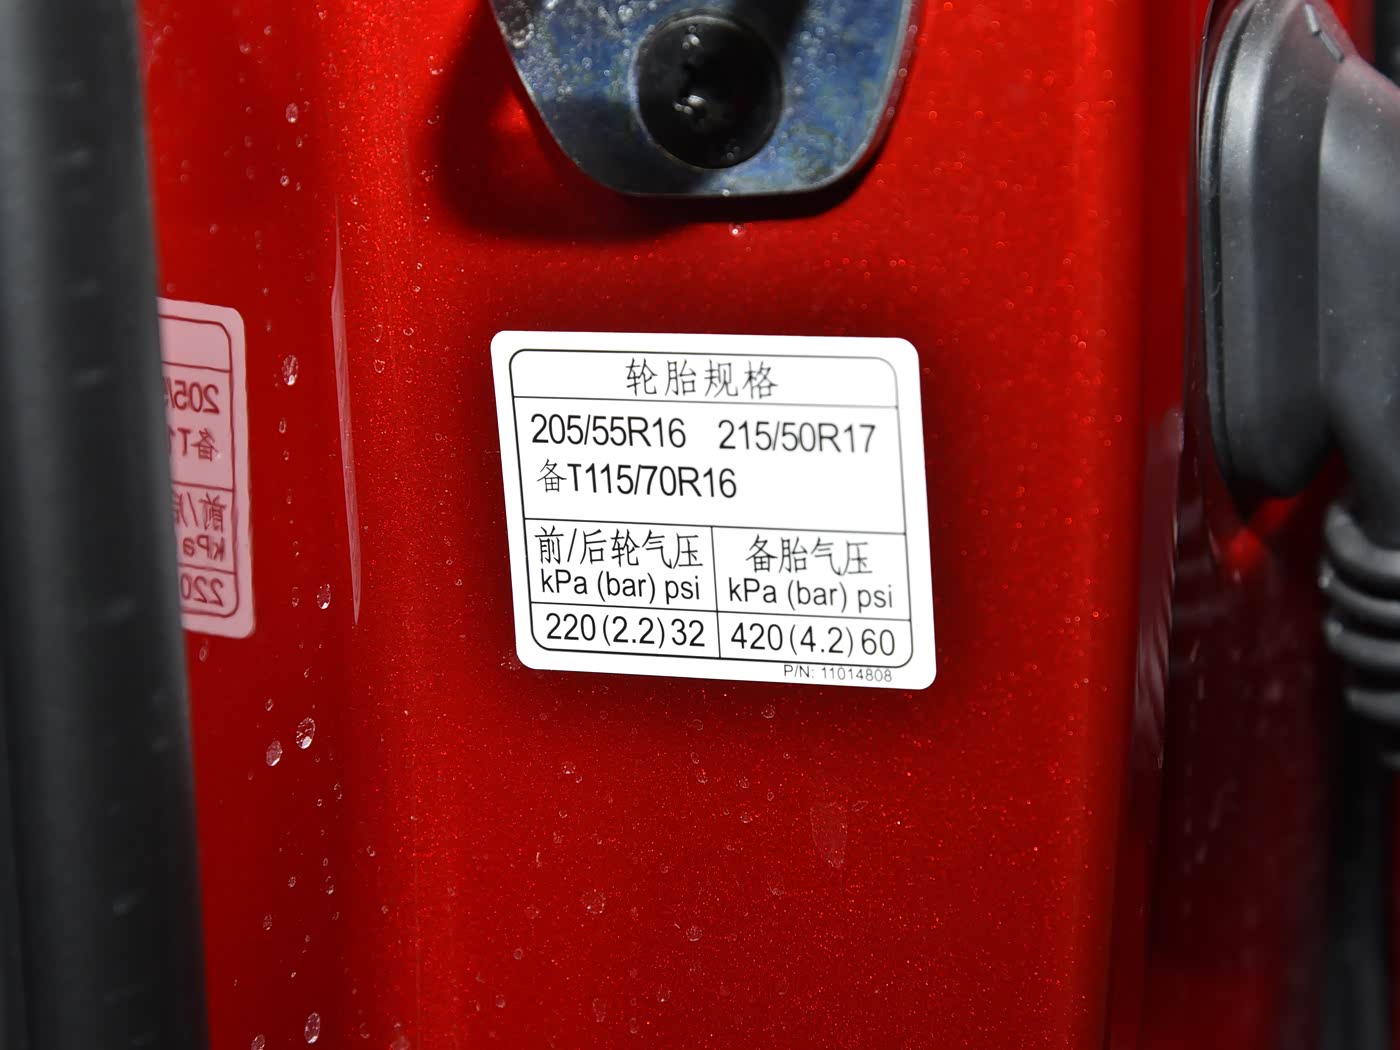 轮胎规格
205/55R16 215/50R17
备T115/70R16
前/后轮气压 备胎气压
kPa (bar) psi kPa (bar) psi
220(2.2)32 420(4.2)60
P/N: 11014808